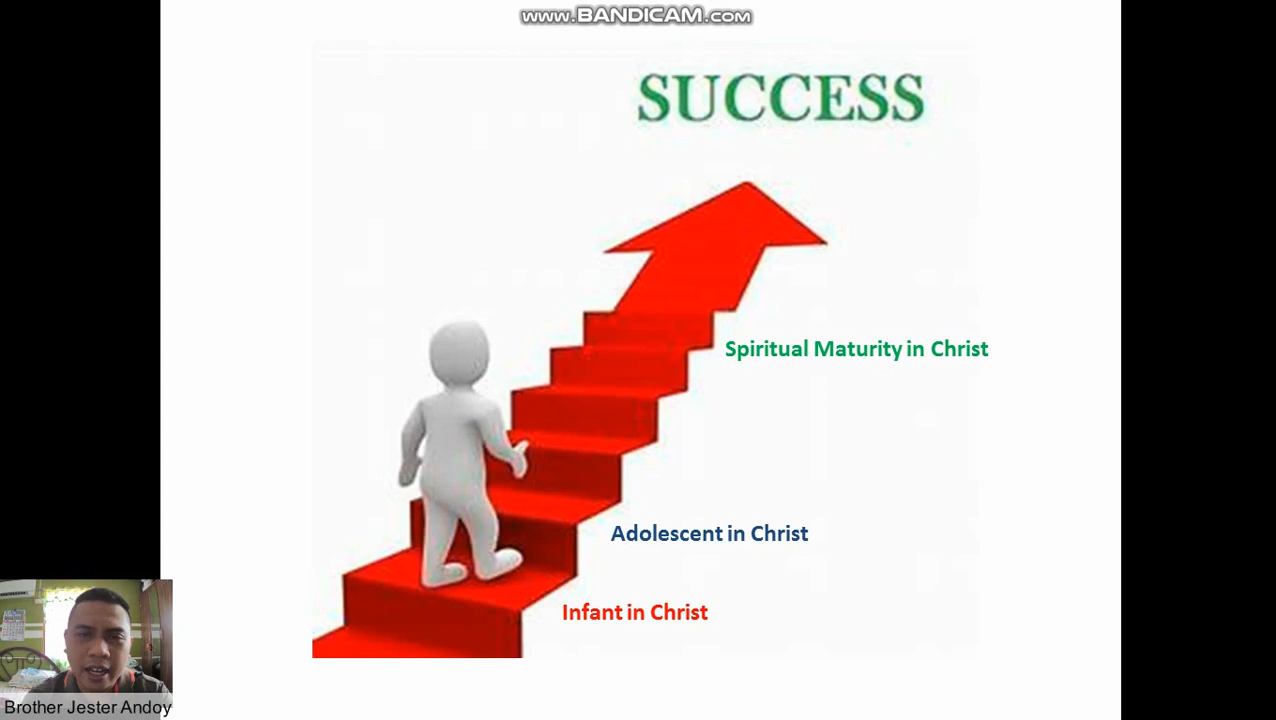 WWW.BANDICAM.COM
SUCCESS
Spiritual Maturity in Christ
Adolescent in Christ
Infant in Christ
Brother Jester Andoy